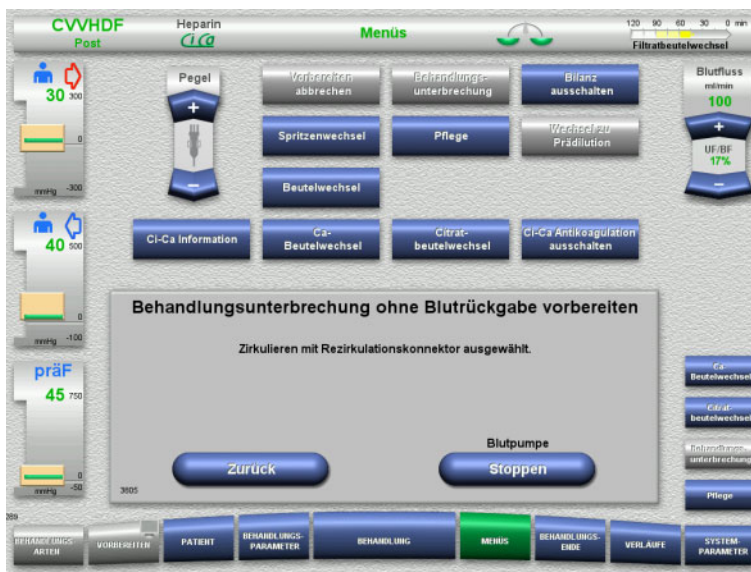 CVVHDF
Post
Heparin
CiCa
Menüs
120 90 60 30 0 min
Filtratbeutelwechsel
30
300
0
mmHg -300
40
500
0
mmHg -100
präF
45
750
0
mmHg -50
Pegel
+
−
Vorbereiten abbrechen
Behandlungs-
unterbrechung
Bilanz
ausschalten
Spritzenwechsel
Pflege
Wechsel zu
Prädilution
Beutelwechsel
Ci-Ca Information
Ca-
Beutelwechsel
Citrat-
beutelwechsel
Ci-Ca Antikoagulation
ausschalten
Blutfluss
ml/min
100
+
UF/BF
17%
−
Behandlungsunterbrechung ohne Blutrückgabe vorbereiten
Zirkulieren mit Rezirkulationskonnektor ausgewählt.
Zurück
Blutpumpe
Stoppen
3605
Ca-
Beutelwechsel
Citrat-
beutelwechsel
Behandlungs-
unterbrechung
Pflege
BEHANDLUNGS-
ARTEN
VORBEREITEN
PATIENT
BEHANDLUNGS-
PARAMETER
BEHANDLUNG
MENÜS
BEHANDLUNGS-
ENDE
VERLÄUFE
SYSTEM-
PARAMETER